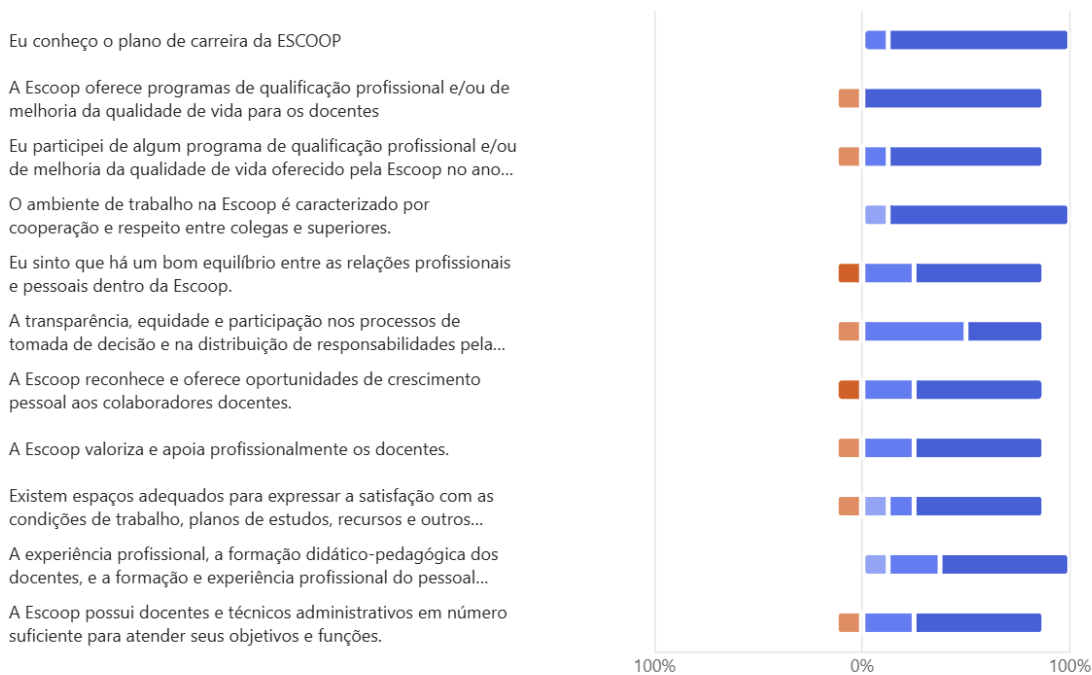 Eu conheço o plano de carreira da ESCOOP
A Escoop oferece programas de qualificação profissional e/ou de
melhoria da qualidade de vida para os docentes
Eu participei de algum programa de qualificação profissional e/ou
de melhoria da qualidade de vida oferecido pela Escoop no ano...
O ambiente de trabalho na Escoop é caracterizado por
cooperação e respeito entre colegas e superiores.
Eu sinto que há um bom equilíbrio entre as relações profissionais
e pessoais dentro da Escoop.
A transparência, equidade e participação nos processos de
tomada de decisão e na distribuição de responsabilidades pela...
A Escoop reconhece e oferece oportunidades de crescimento
pessoal aos colaboradores docentes.
A Escoop valoriza e apoia profissionalmente os docentes.
Existem espaços adequados para expressar a satisfação com as
condições de trabalho, planos de estudos, recursos e outros...
A experiência profissional, a formação didático-pedagógica dos
docentes, e a formação e experiência profissional do pessoal...
A Escoop possui docentes e técnicos administrativos em número
suficiente para atender seus objetivos e funções.
100% 0% 100%